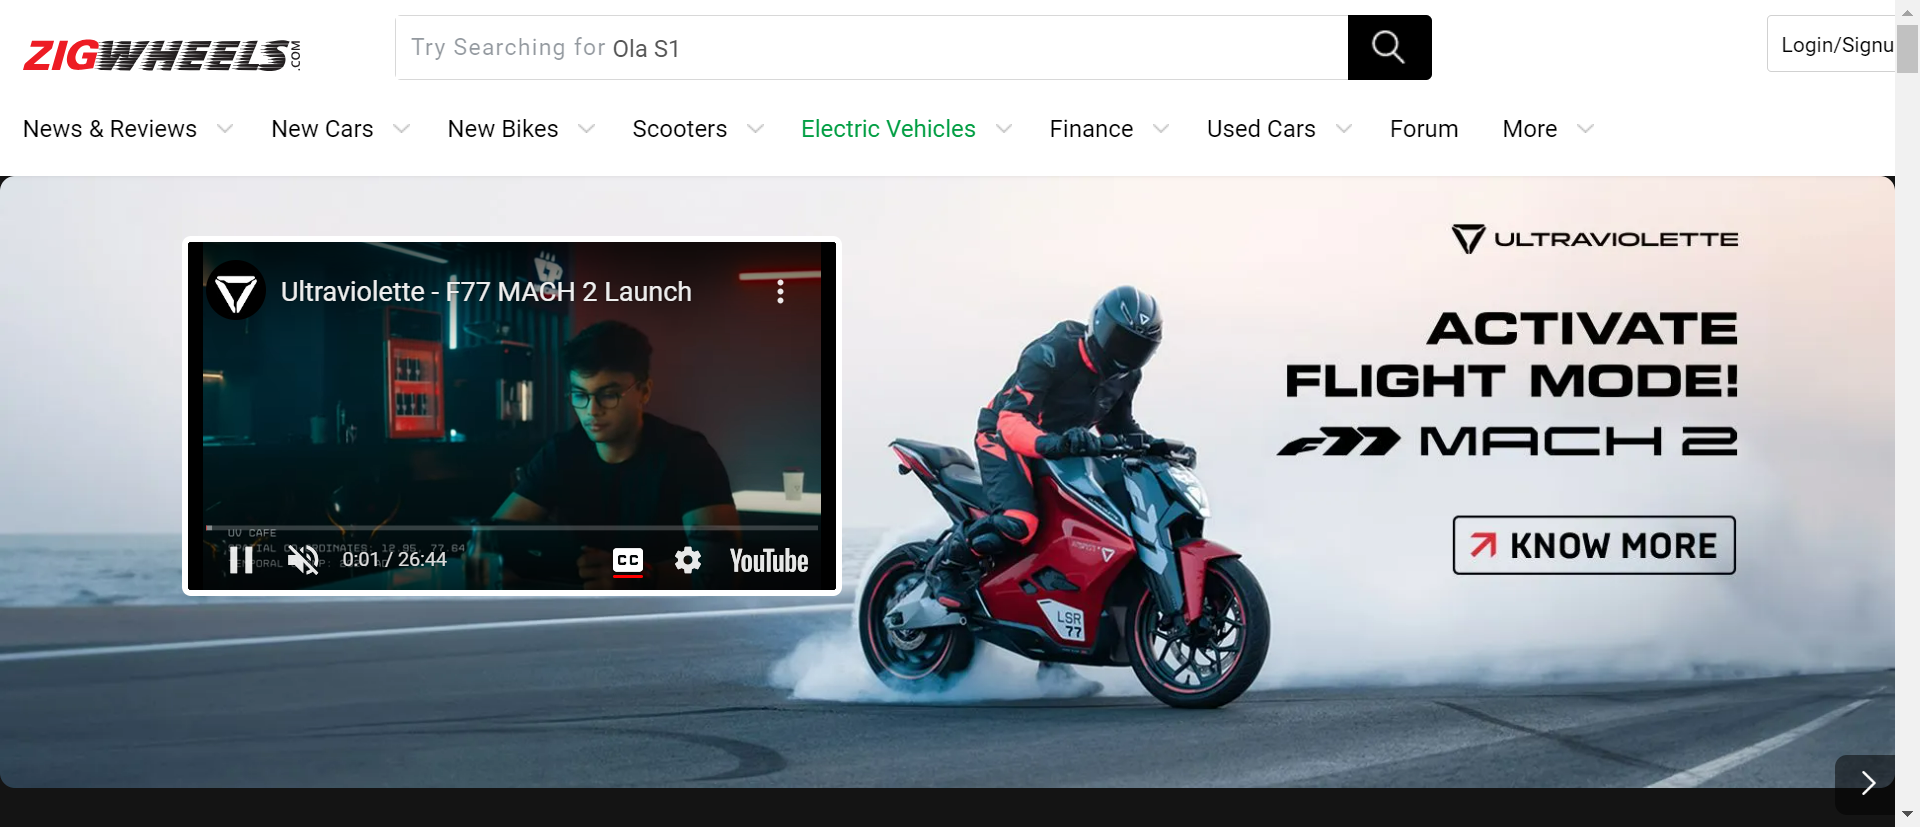 ZIGWHEELS.COM
Try Searching for Ola S1
Login/Signu
News & Reviews New Cars New Bikes Scooters Electric Vehicles Finance Used Cars Forum More
ULTRAVIOLETTE
Ultraviolette - F77 MACH 2 Launch
ACTIVATE
FLIGHT MODE!
F77 MACH 2
KNOW MORE
UV CAFE
0:01 / 26:44
CC
YouTube
LSR
77